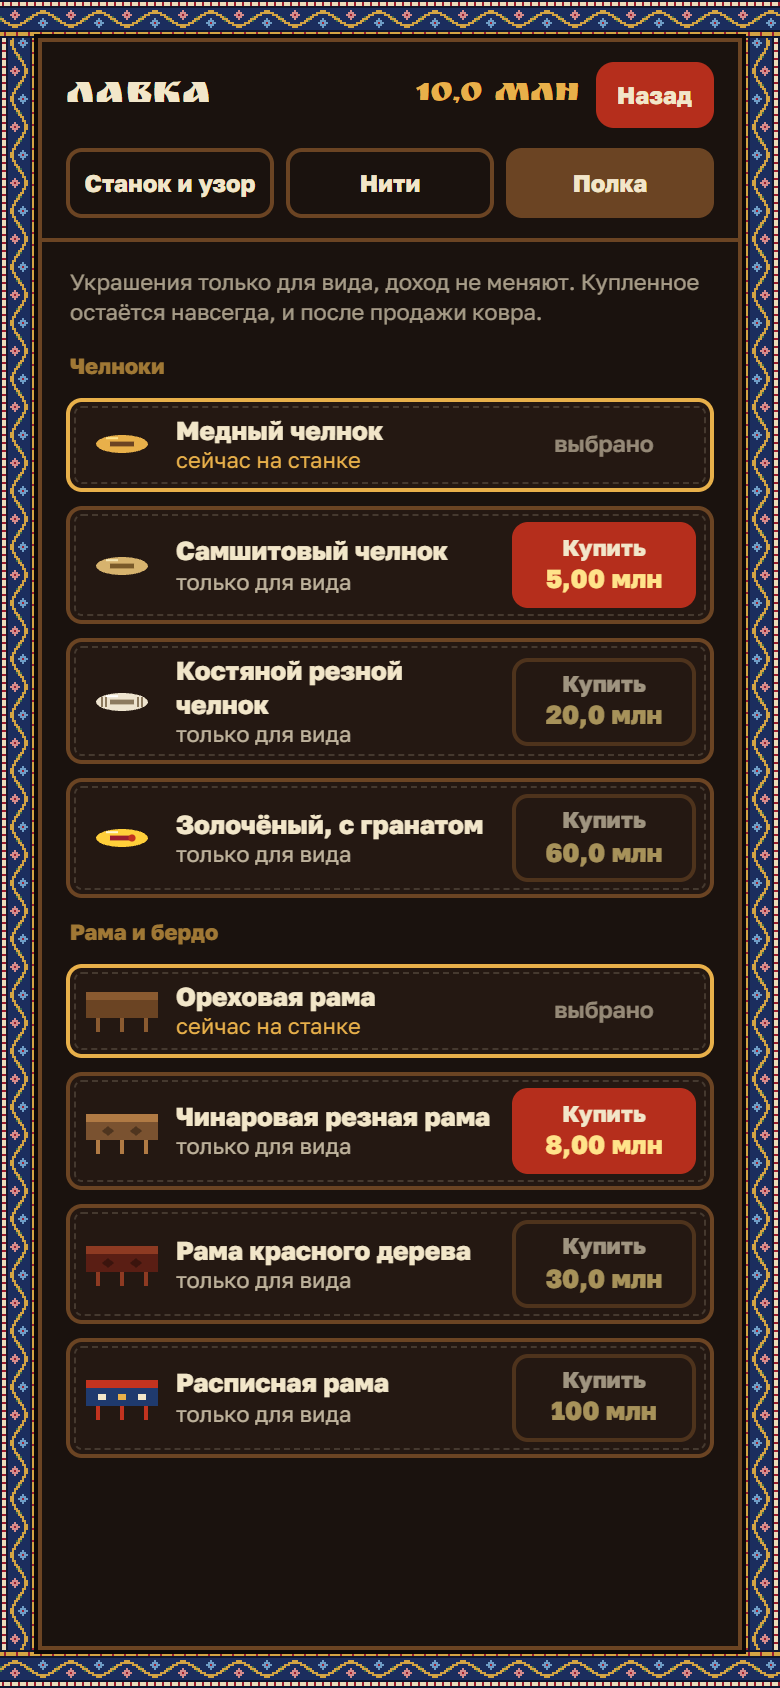 ЛАВКА
10,0 МЛН
Назад
Станок и узор
Нити
Полка
Украшения только для вида, доход не меняют. Купленное
остаётся навсегда, и после продажи ковра.
Челноки
Медный челнок
сейчас на станке
выбрано
Самшитовый челнок
только для вида
Купить
5,00 млн
Костяной резной
челнок
только для вида
Купить
20,0 млн
Золочёный, с гранатом
только для вида
Купить
60,0 млн
Рама и бердо
Ореховая рама
сейчас на станке
выбрано
Чинаровая резная рама
только для вида
Купить
8,00 млн
Рама красного дерева
только для вида
Купить
30,0 млн
Расписная рама
только для вида
Купить
100 млн